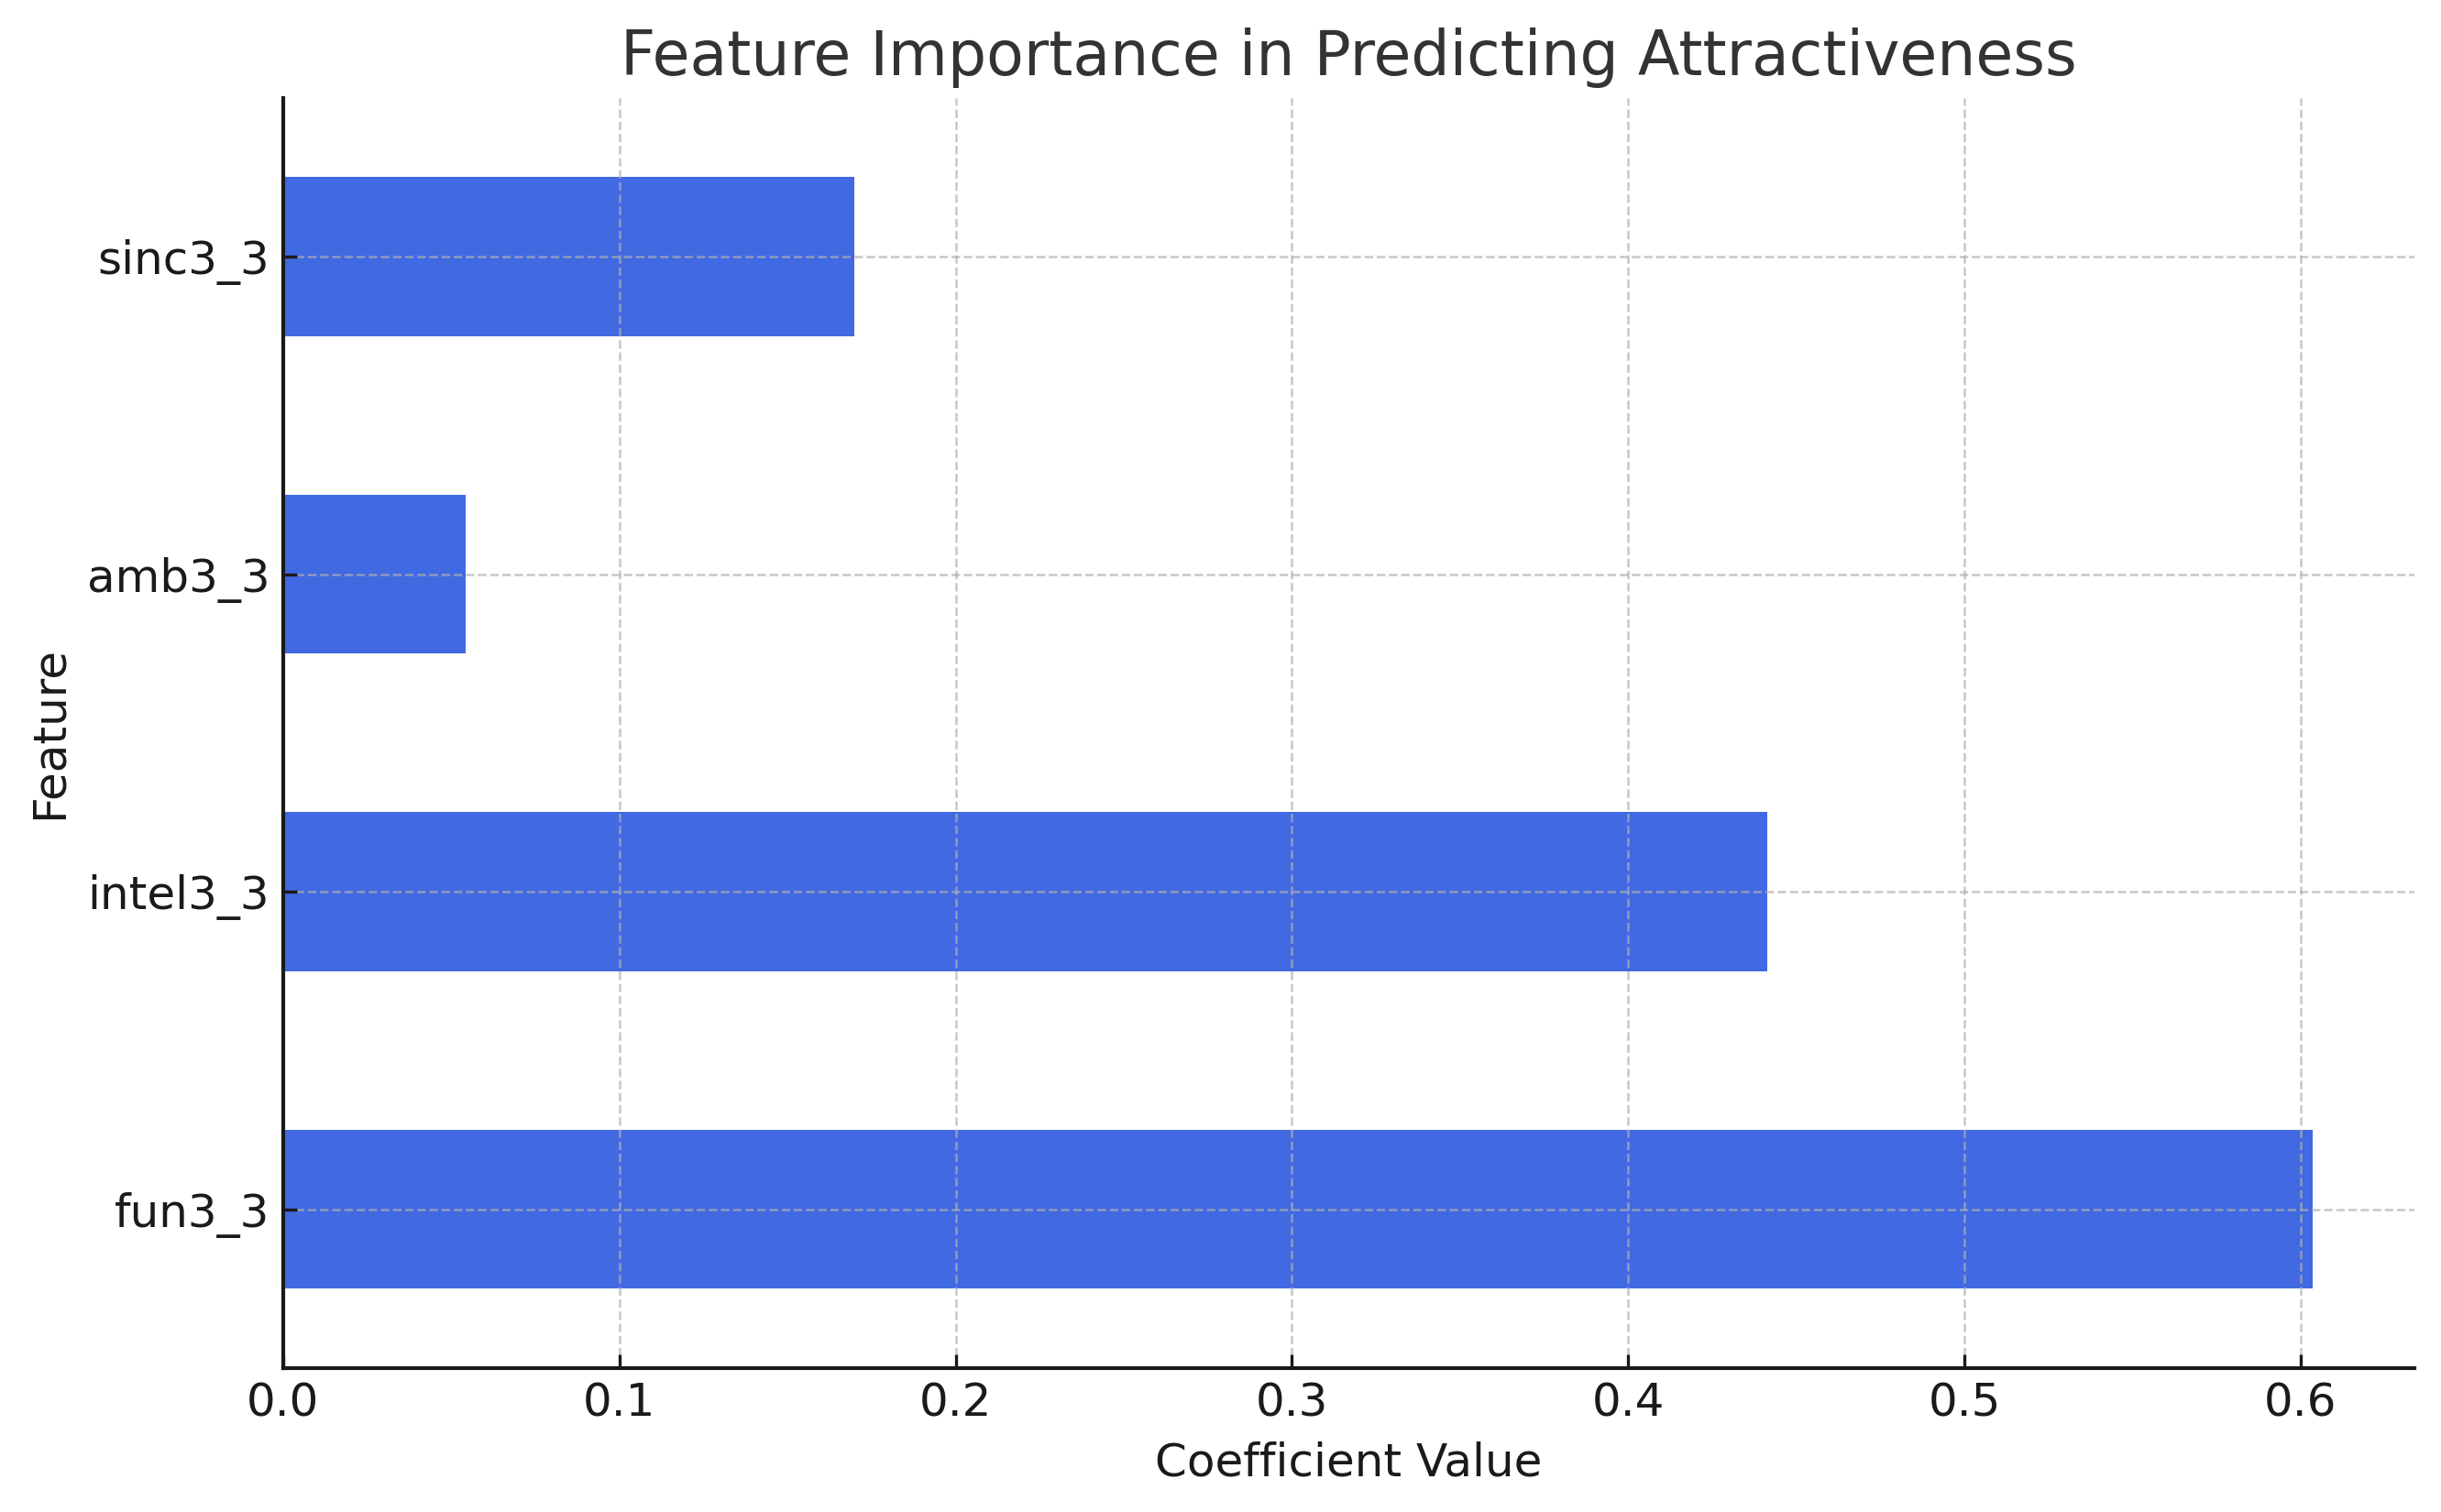 Feature Importance in Predicting Attractiveness
sinc3_3
amb3_3
intel3_3
fun3_3
Feature
0.0 0.1 0.2 0.3 0.4 0.5 0.6
Coefficient Value